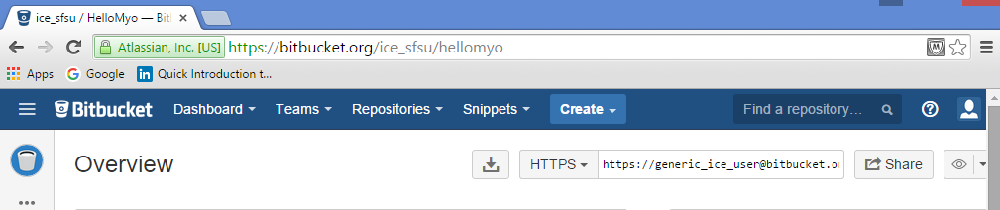 ice_sfsu / HelloMyo — Bit
Atlassian, Inc. [US] https://bitbucket.org/ice_sfsu/hellomyo
Apps Google in Quick Introduction t...
Bitbucket Dashboard Teams Repositories Snippets Create Find a repository...
Overview HTTPS https://generic_ice_user@bitbucket.o Share